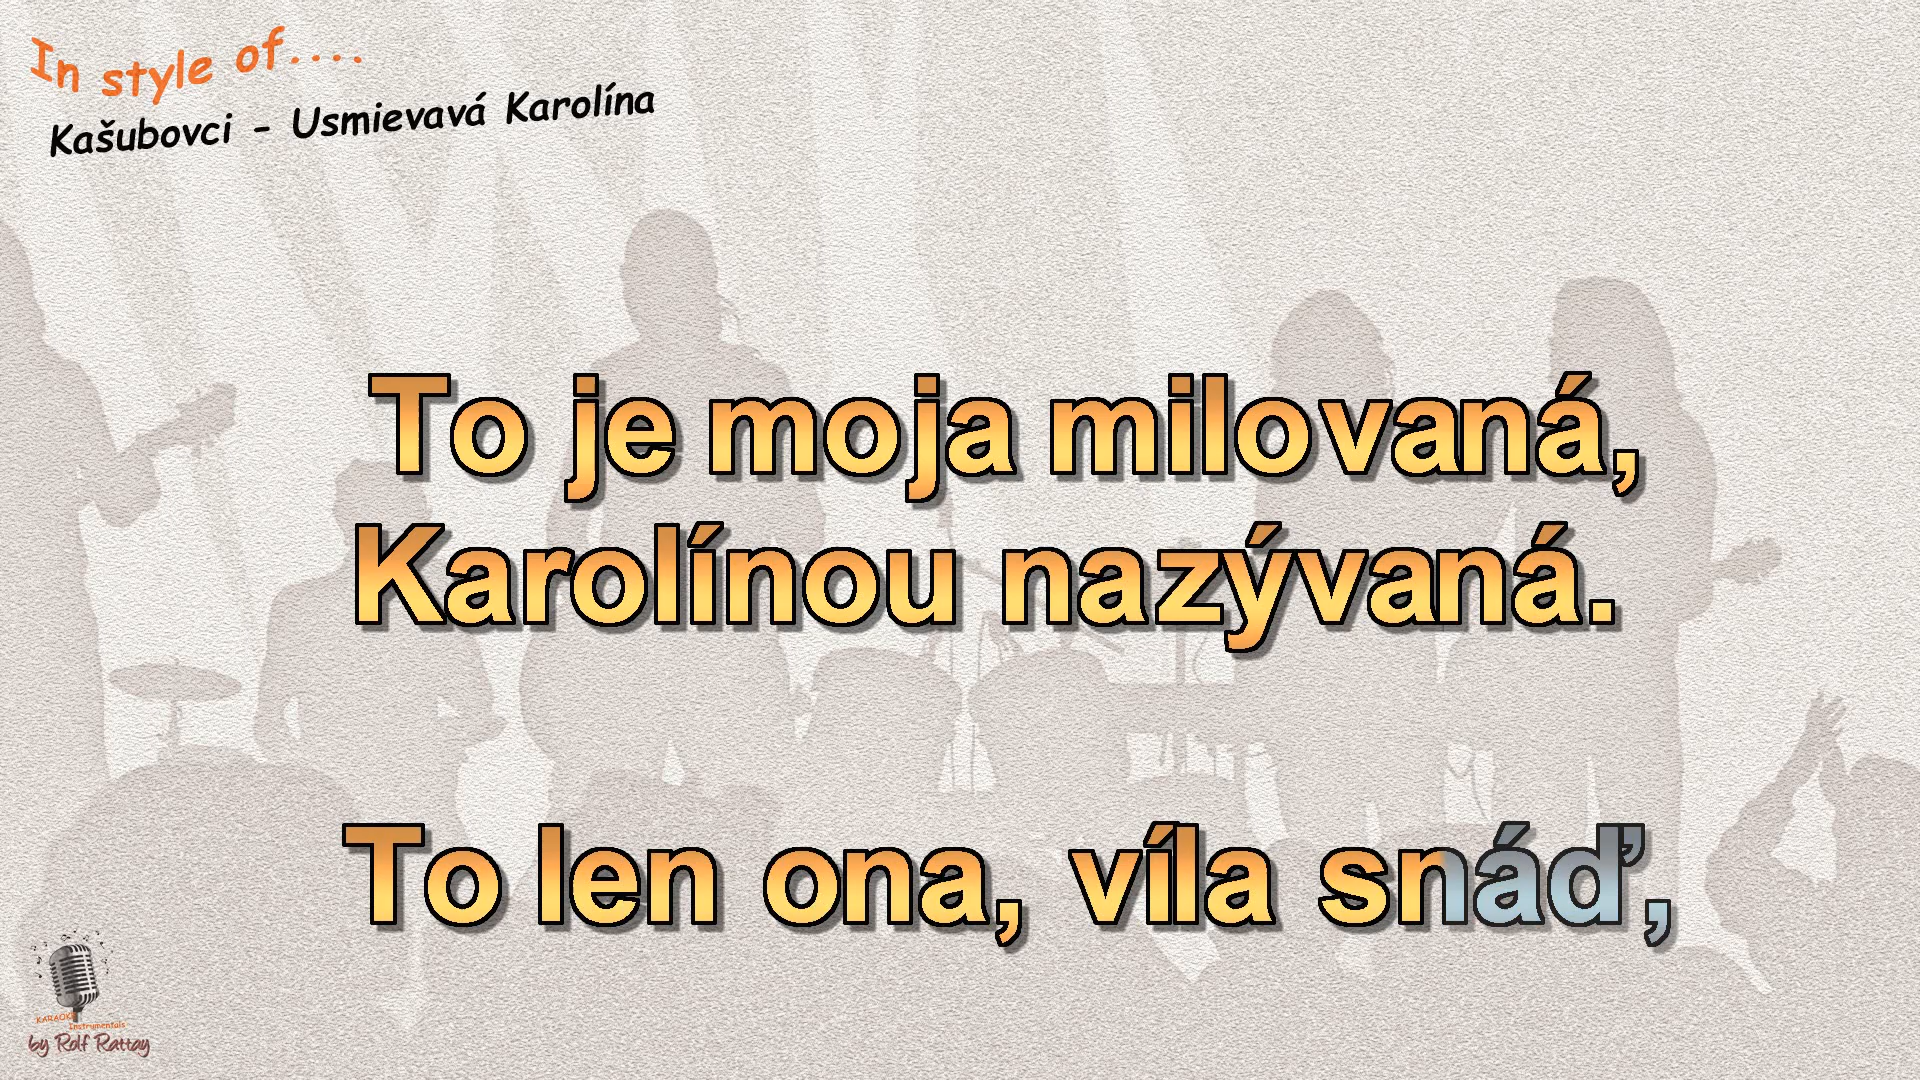 In style of....
Kašubovci - Usmievavá Karolína
To je moja milovaná,
Karolínou nazývaná.
To len ona, víla snáď,
KARAOKE
Instrumentals
by Rolf Rattay